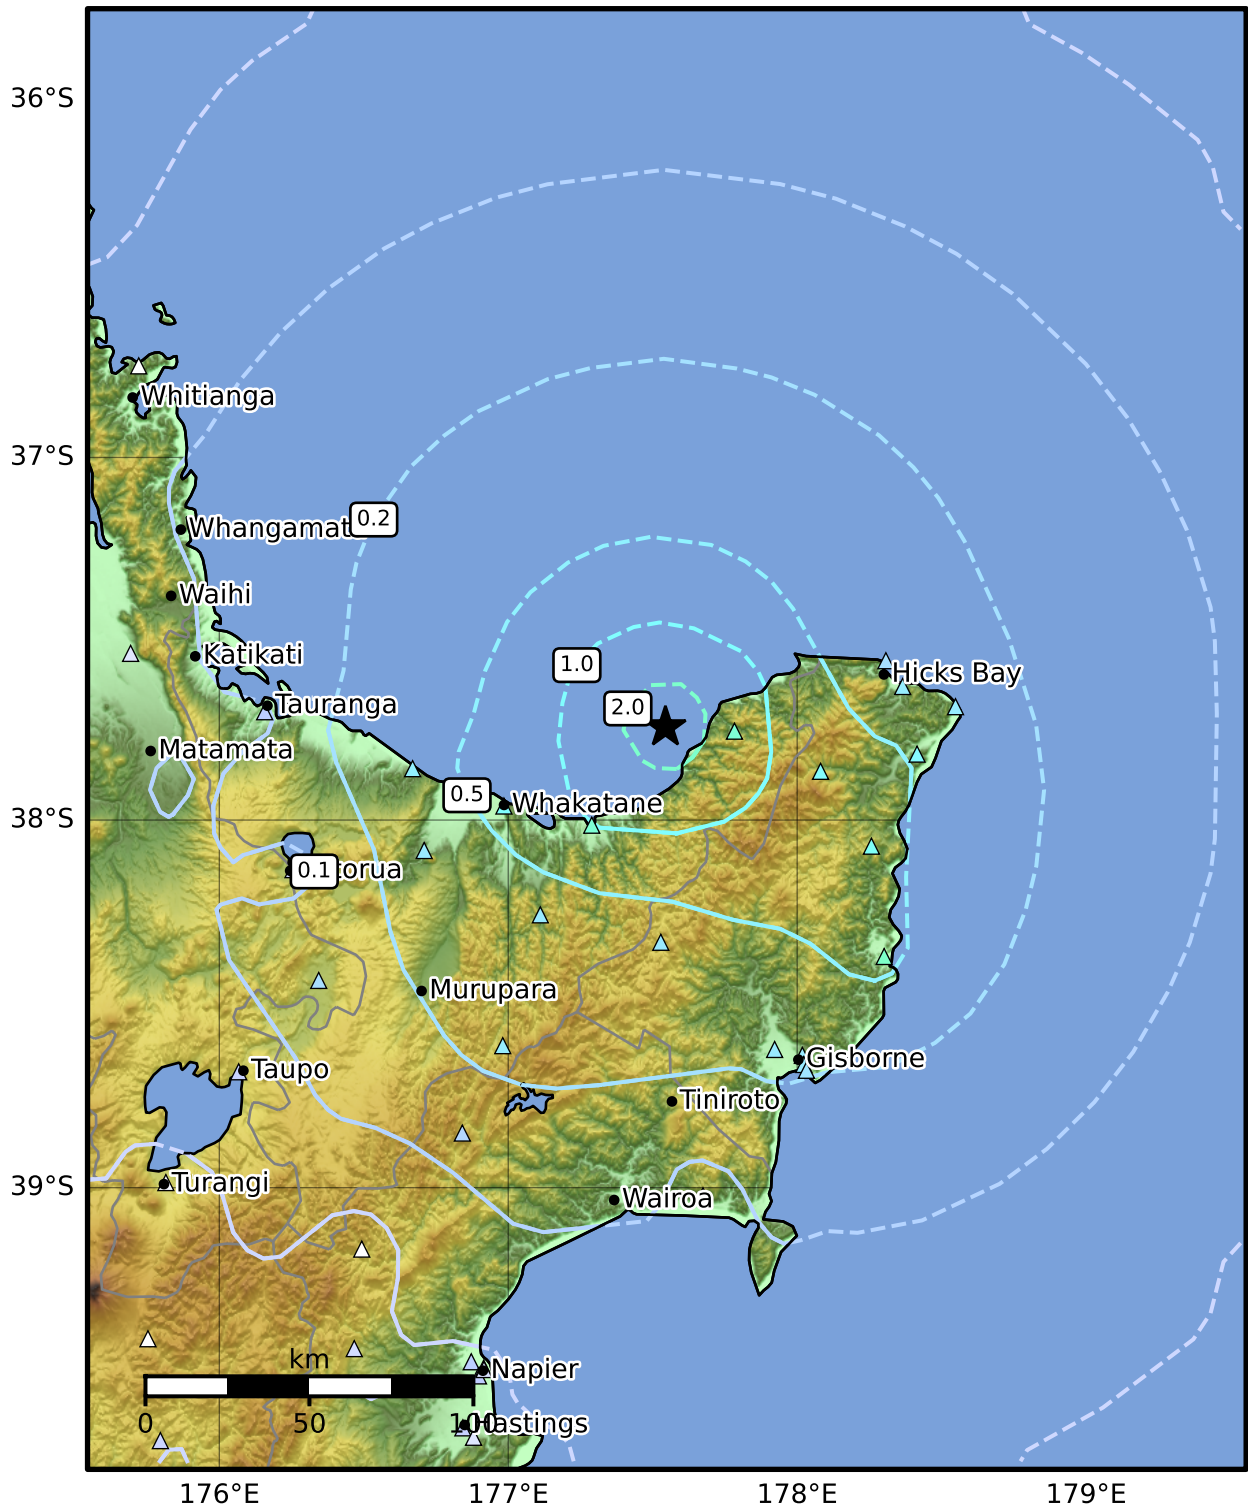 36°S
Whitianga
37°S
0.2
Whangamat
Waihi
Katikati
1.0
Hicks Bay
Tauranga
2.0
Matamata
0.5
Whakatane
38°S
0.1
orua
Murupara
Gisborne
Taupo
Tiniroto
39°S
Turangi
Wairoa
km
Napier
0
50
100
Hastings
176°E
177°E
178°E
179°E